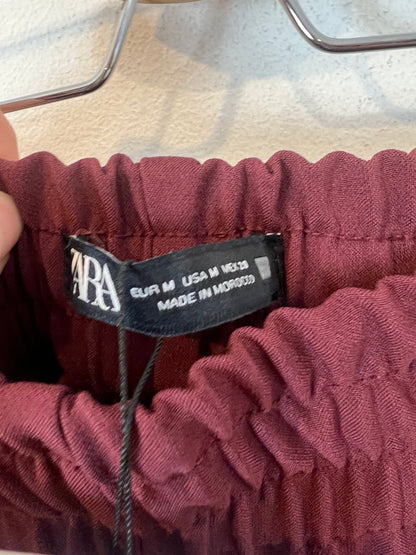 ZARA
EUR M USA M MEX 28
MADE IN MOROCCO